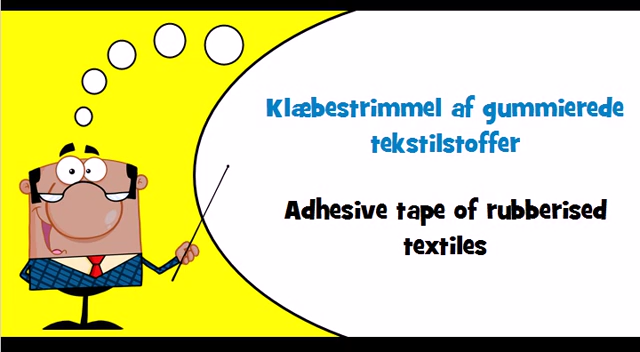 Klæbestrimmel af gummierede
tekstilstoffer
Adhesive tape of rubberised
textiles